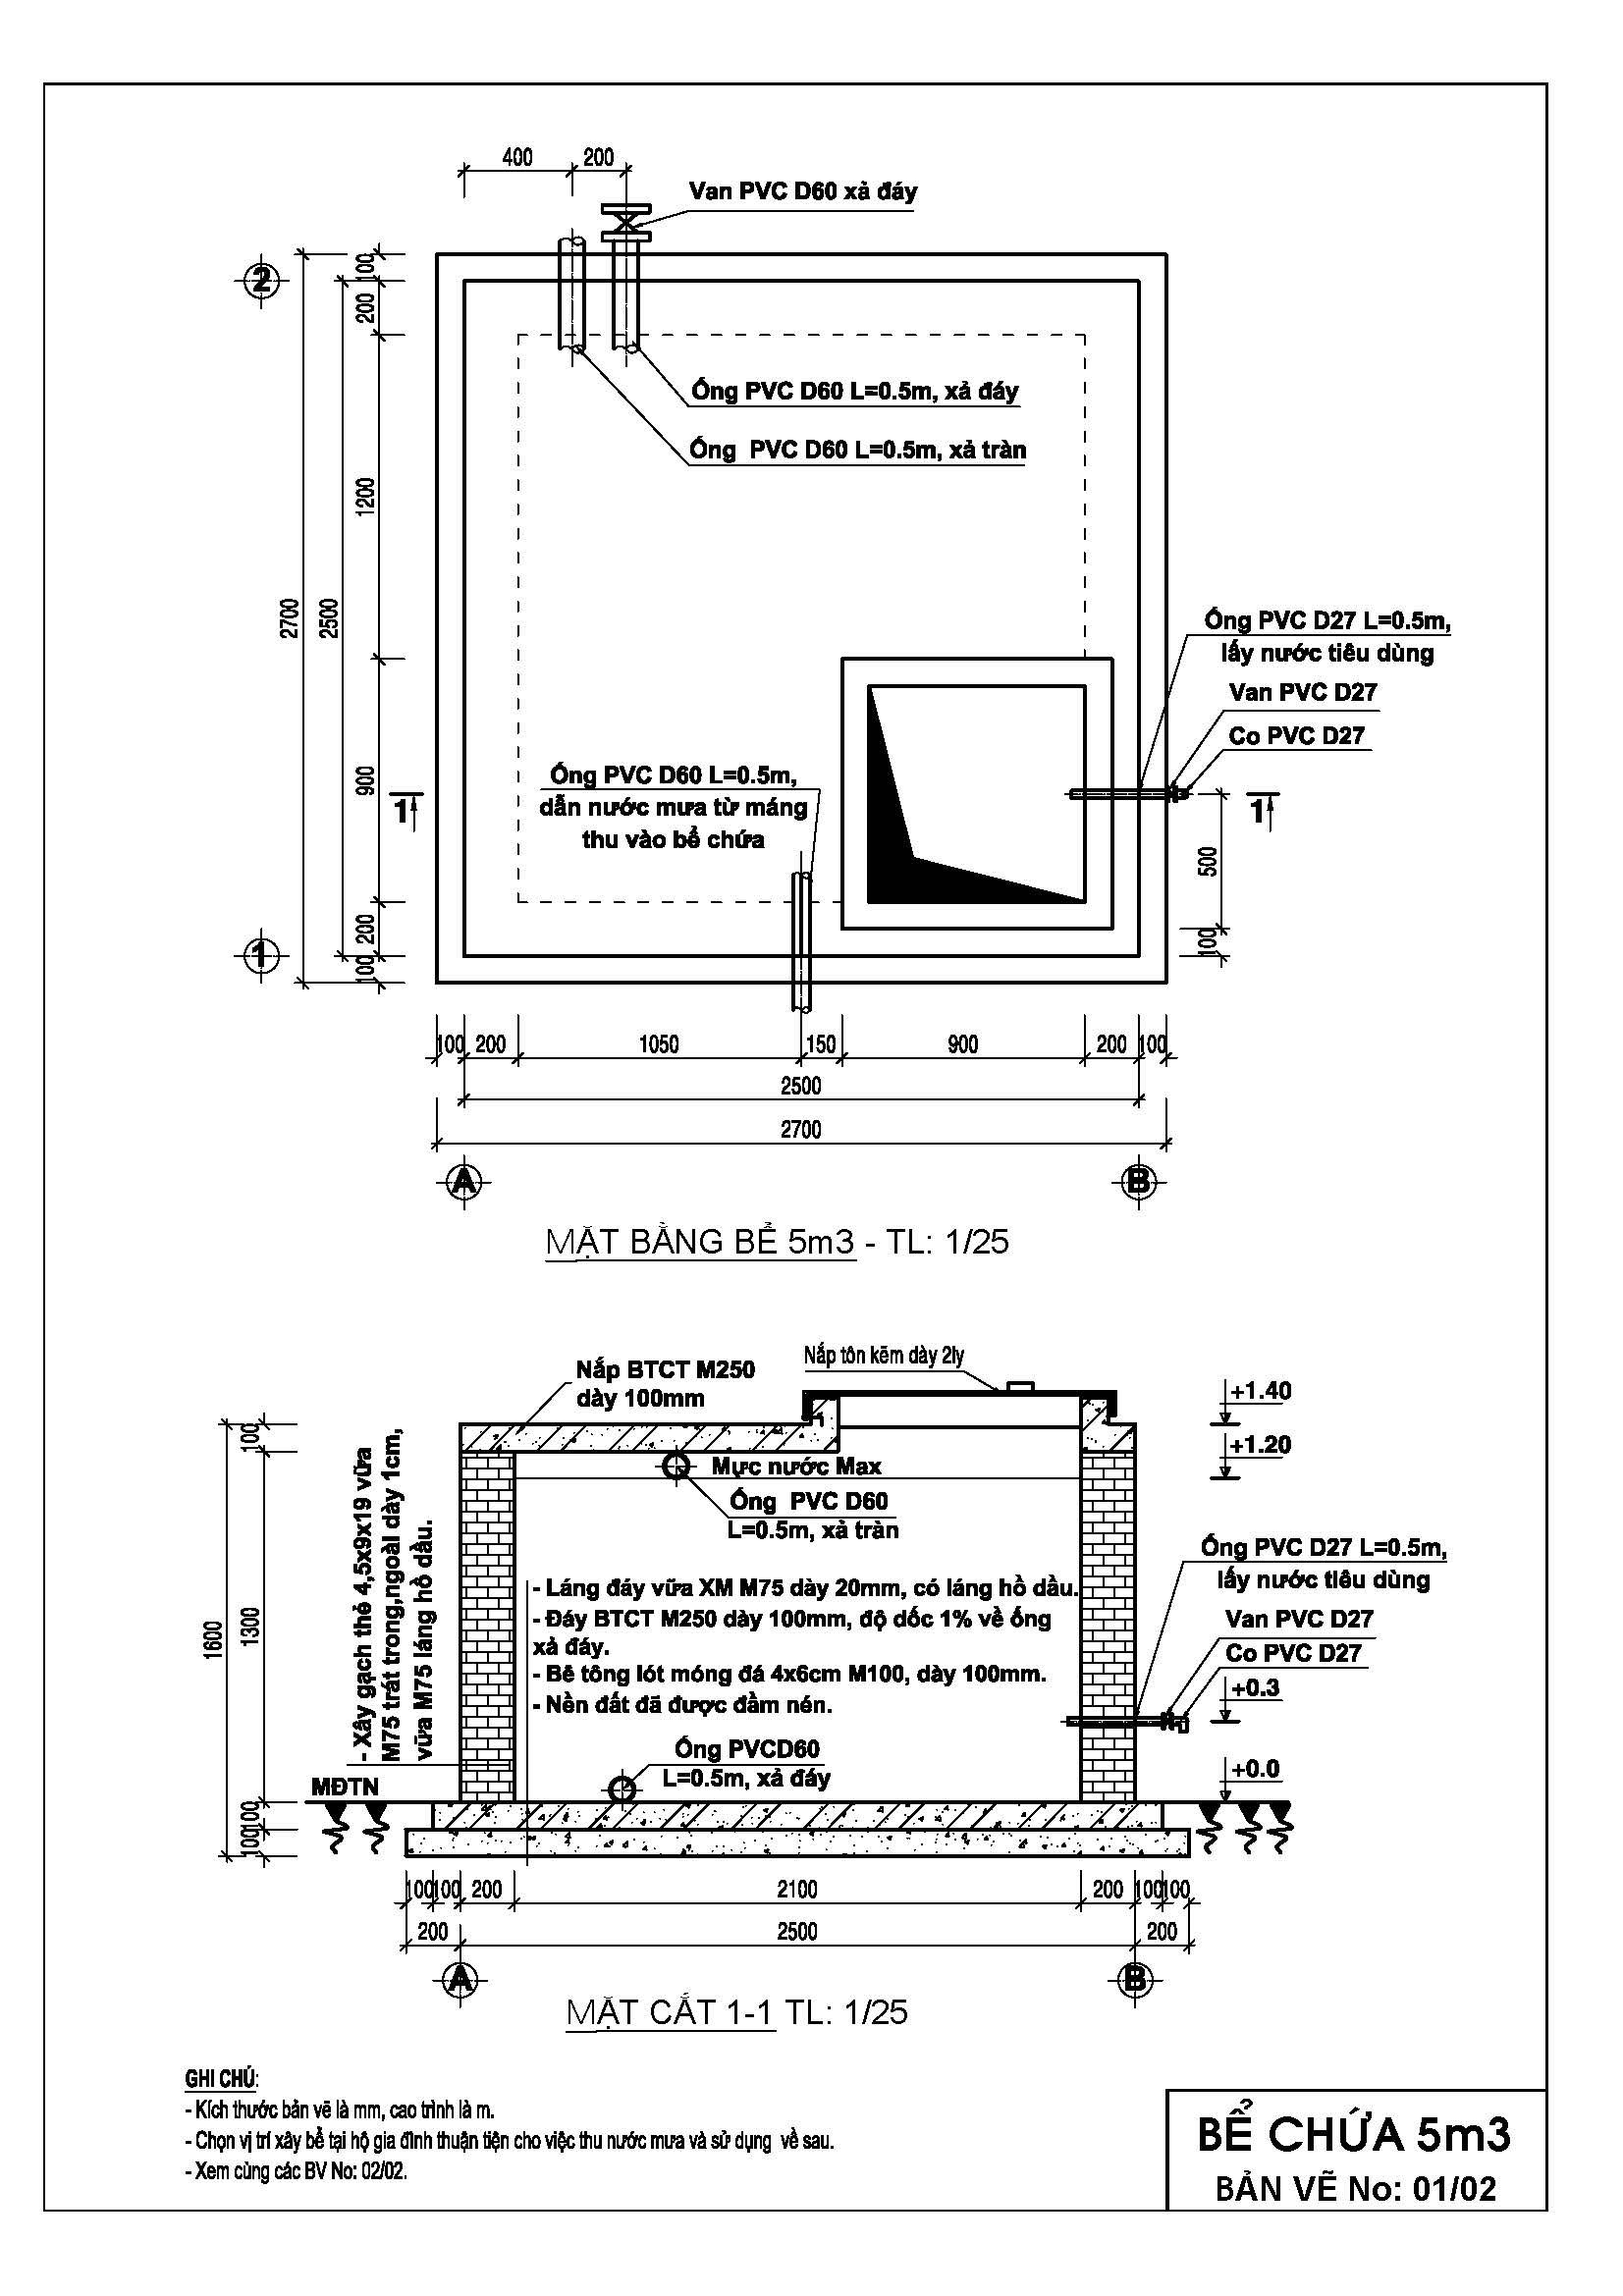 400
200
Van PVC D60 xả đáy
2
100
200
Ống PVC D60 L=0.5m, xả đáy
Ống PVC D60 L=0.5m, xả tràn
1200
2700
2500
Ống PVC D27 L=0.5m,
lấy nước tiêu dùng
Van PVC D27
Co PVC D27
900
Ống PVC D60 L=0.5m,
dẫn nước mưa từ máng
thu vào bể chứa
1
1
500
200
100
1
100
100
200
1050
150
900
200
100
2500
2700
A
B
MẶT BẰNG BỂ 5m3 - TL: 1/25
Nắp tôn kẽm dày 2ly
Nắp BTCT M250
dày 100mm
+1.40
+1.20
100
Mực nước Max
Ống PVC D60
L=0.5m, xả tràn
- Xây gạch thẻ 4,5x9x19 vữa
M75 trát trong,ngoài dày 1cm,
vữa M75 láng hồ dầu.
1600
1300
- Láng đáy vữa XM M75 dày 20mm, có láng hồ dầu.
- Đáy BTCT M250 dày 100mm, độ dốc 1% về ống
xả đáy.
- Bê tông lót móng đá 4x6cm M100, dày 100mm.
- Nền đất đã được đầm nén.
Ống PVC D27 L=0.5m,
lấy nước tiêu dùng
Van PVC D27
Co PVC D27
+0.3
Ống PVCD60
L=0.5m, xả đáy
+0.0
MĐTN
100
100
100
100
200
2100
200
100
100
200
2500
200
A
B
MẶT CẮT 1-1 TL: 1/25
GHI CHÚ:
- Kích thước bản vẽ là mm, cao trình là m.
- Chọn vị trí xây bể tại hộ gia đình thuận tiện cho việc thu nước mưa và sử dụng về sau.
- Xem cùng các BV No: 02/02.
BỂ CHỨA 5m3
BẢN VẼ No: 01/02